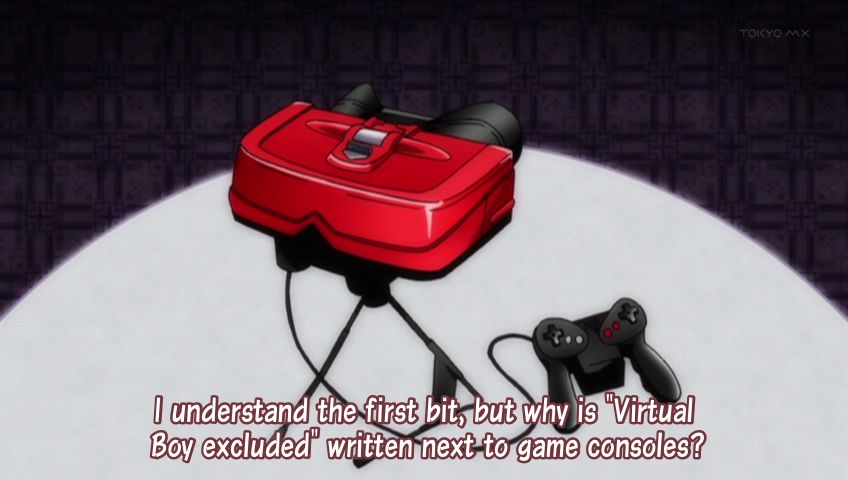 TOKYO MX
I understand the first bit, but why is "Virtual
Boy excluded" written next to game consoles?